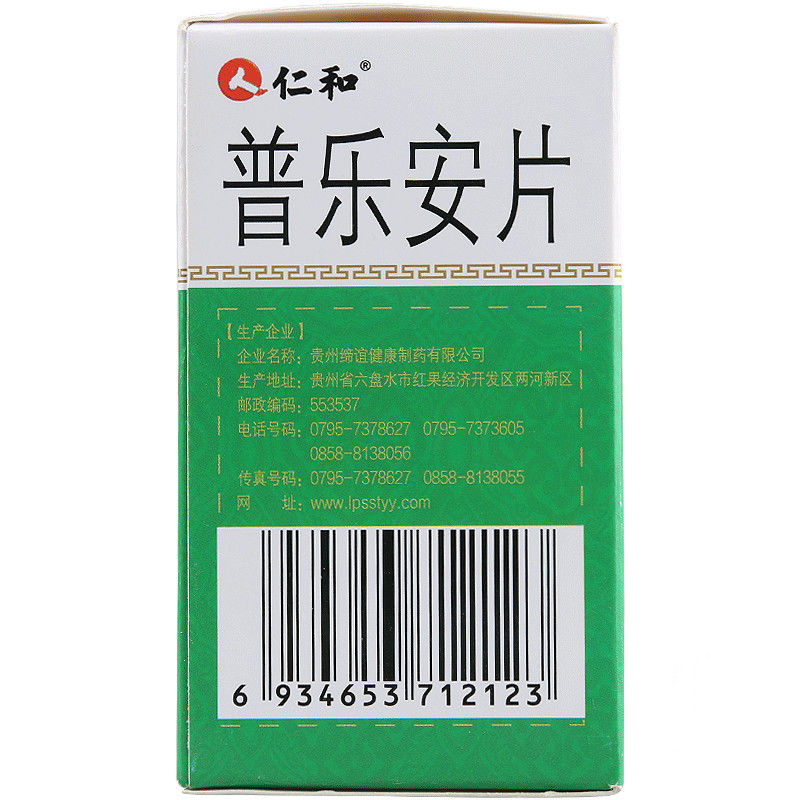 仁和®
普乐安片
【生产企业】
企业名称：贵州缔谊健康制药有限公司
生产地址：贵州省六盘水市红果经济开发区两河新区
邮政编码：553537
电话号码：0795-7378627 0795-7373605
0858-8138056
传真号码：0795-7378627 0858-8138055
网 址：www.lpsstyy.com
6 934653 712123